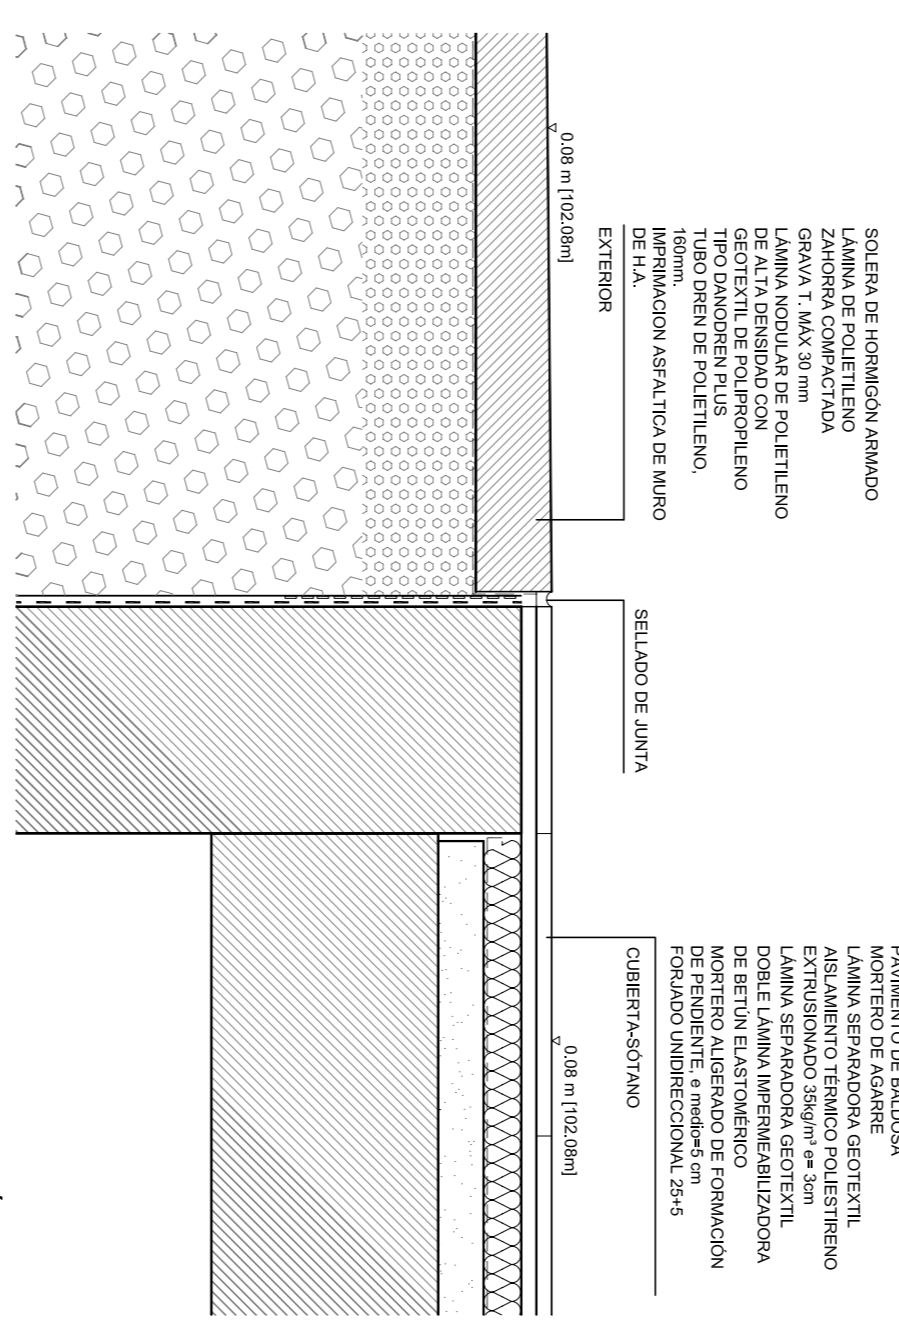 SOLERA DE HORMIGÓN ARMADO
LÁMINA DE POLIETILENO
ZAHORRA COMPACTADA
GRAVA T. MÁX 30 mm
LÁMINA NODULAR DE POLIETILENO
DE ALTA DENSIDAD CON
GEOTEXTIL DE POLIPROPILENO
TIPO DANODREN PLUS
TUBO DREN DE POLIETILENO,
160mm.
IMPRIMACION ASFALTICA DE MURO
DE H.A.
EXTERIOR
0.08 m [102.08m]
SELLADO DE JUNTA
PAVIMENTO DE BALDOSA
MORTERO DE AGARRE
LÁMINA SEPARADORA GEOTEXTIL
AISLAMIENTO TÉRMICO POLIESTIRENO
EXTRUSIONADO 35kg/m³ e= 3cm
LÁMINA SEPARADORA GEOTEXTIL
DOBLE LÁMINA IMPERMEABILIZADORA
DE BETÚN ELASTOMÉRICO
MORTERO ALIGERADO DE FORMACIÓN
DE PENDIENTE, e medio=5 cm
FORJADO UNIDIRECCIONAL 25+5
CUBIERTA-SÓTANO
0.08 m [102.08m]